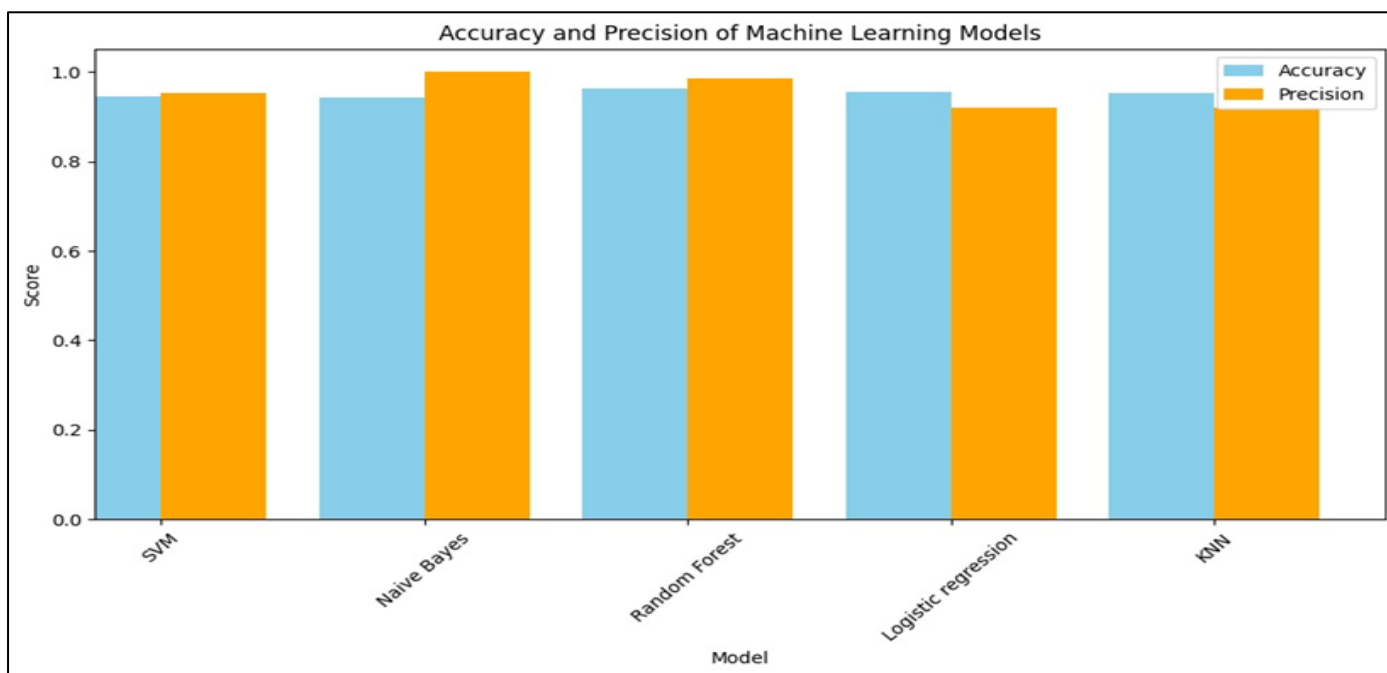 Accuracy and Precision of Machine Learning Models
Accuracy
Precision
1.0
0.8
0.6
0.4
0.2
0.0
Score
SVM
Naive Bayes
Random Forest
Logistic regression
KNN
Model